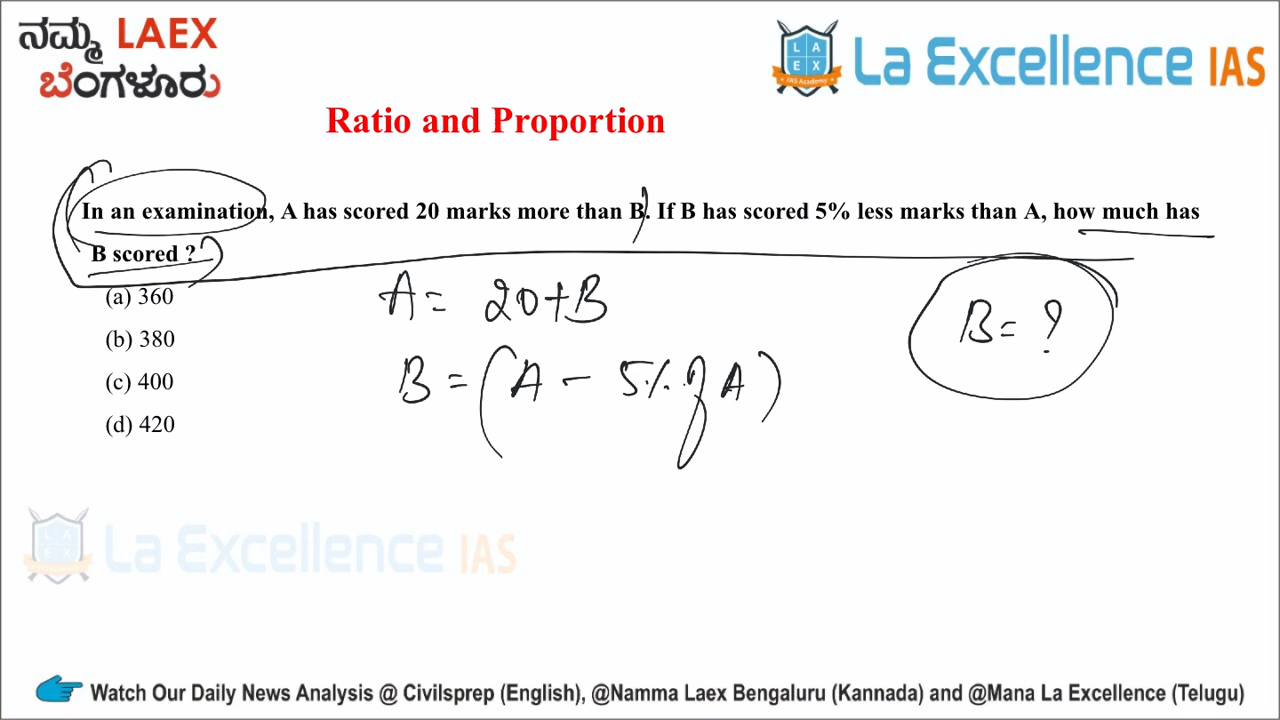 ನಮ್ಮ LAEX
ಬೆಂಗಳೂರು
L A
E X
IAS Academy
La Excellence IAS
Ratio and Proportion
In an examination, A has scored 20 marks more than B. If B has scored 5% less marks than A, how much has
B scored ?
(a) 360
(b) 380
(c) 400
(d) 420
A = 20+B
B = (A - 5% of A)
B = ?
L A
E X
La Excellence IAS
Watch Our Daily News Analysis @ Civilsprep (English), @Namma Laex Bengaluru (Kannada) and @Mana La Excellence (Telugu)